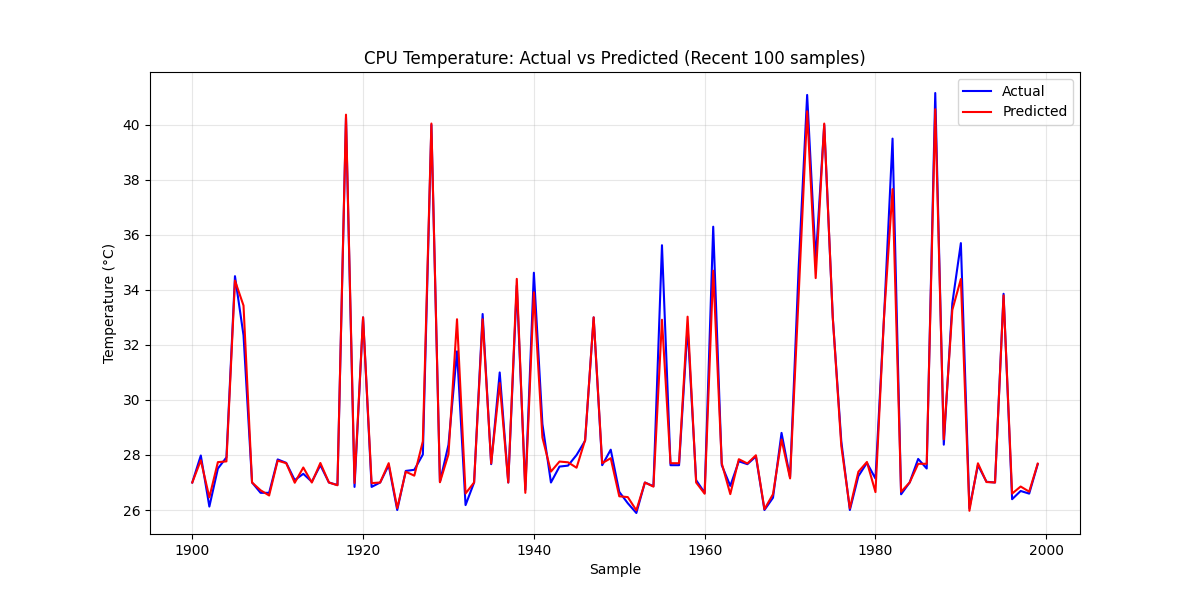 CPU Temperature: Actual vs Predicted (Recent 100 samples)
Actual
Predicted
Temperature (°C)
40
38
36
34
32
30
28
26
1900
1920
1940
1960
1980
2000
Sample